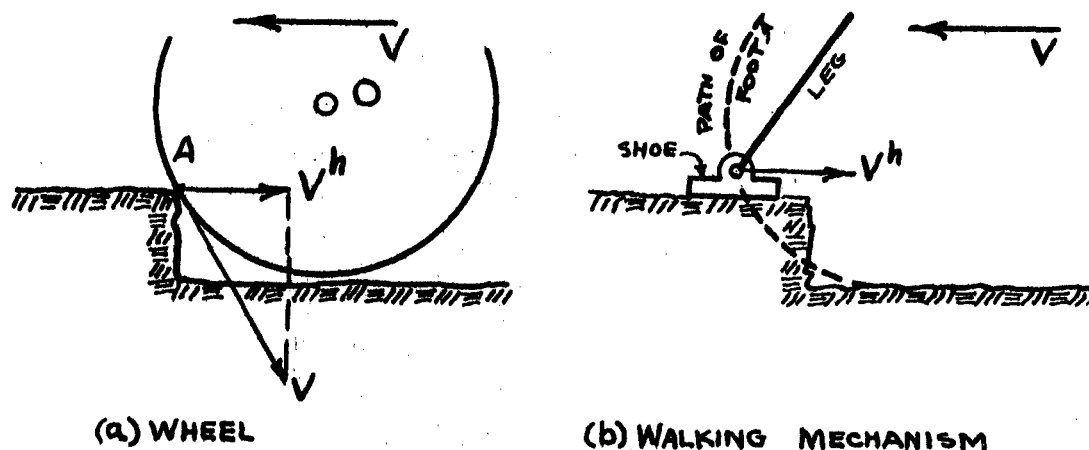 V
A
V^h
V
(a) WHEEL
PATH OF
FOOT
LEG
V
SHOE
V^h
(b) WALKING MECHANISM